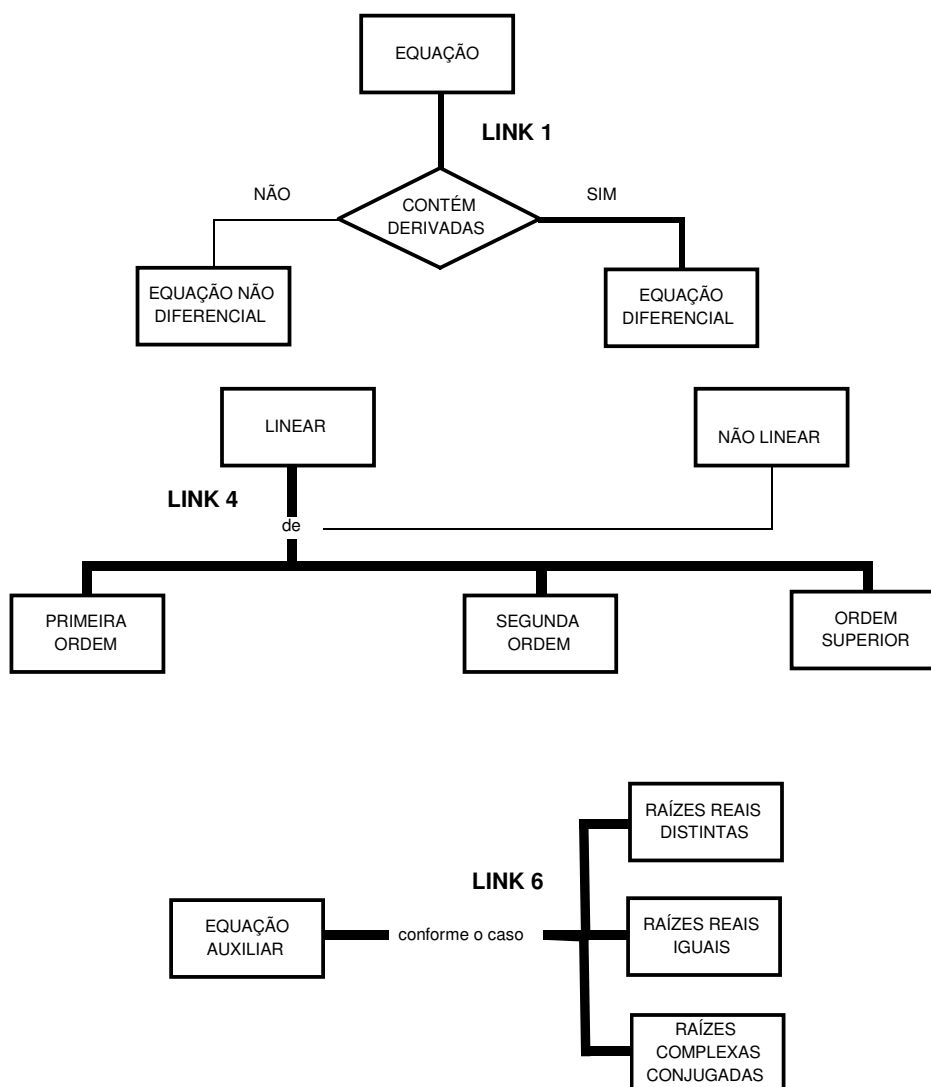 EQUAÇÃO
LINK 1
NÃO
SIM
CONTÉM
DERIVADAS
EQUAÇÃO NÃO
DIFERENCIAL
EQUAÇÃO
DIFERENCIAL
LINEAR
NÃO LINEAR
LINK 4
de
PRIMEIRA
ORDEM
SEGUNDA
ORDEM
ORDEM
SUPERIOR
RAÍZES REAIS
DISTINTAS
LINK 6
EQUAÇÃO
AUXILIAR
conforme o caso
RAÍZES REAIS
IGUAIS
RAÍZES
COMPLEXAS
CONJUGADAS